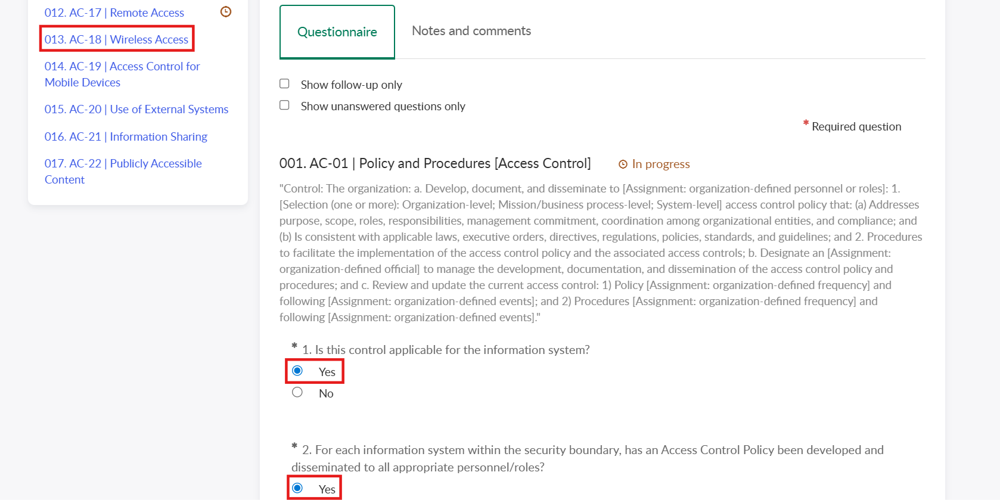 012. AC-17 | Remote Access
013. AC-18 | Wireless Access
014. AC-19 | Access Control for
Mobile Devices
015. AC-20 | Use of External Systems
016. AC-21 | Information Sharing
017. AC-22 | Publicly Accessible
Content
Questionnaire
Notes and comments
Show follow-up only
Show unanswered questions only
* Required question
001. AC-01 | Policy and Procedures [Access Control]
In progress
"Control: The organization: a. Develop, document, and disseminate to [Assignment: organization-defined personnel or roles]: 1.
[Selection (one or more): Organization-level; Mission/business process-level; System-level] access control policy that: (a) Addresses
purpose, scope, roles, responsibilities, management commitment, coordination among organizational entities, and compliance; and
(b) Is consistent with applicable laws, executive orders, directives, regulations, policies, standards, and guidelines; and 2. Procedures
to facilitate the implementation of the access control policy and the associated access controls; b. Designate an [Assignment:
organization-defined official] to manage the development, documentation, and dissemination of the access control policy and
procedures; and c. Review and update the current access control: 1) Policy [Assignment: organization-defined frequency] and
following [Assignment: organization-defined events]; and 2) Procedures [Assignment: organization-defined frequency] and
following [Assignment: organization-defined events]."
* 1. Is this control applicable for the information system?
Yes
No
* 2. For each information system within the security boundary, has an Access Control Policy been developed and
disseminated to all appropriate personnel/roles?
Yes